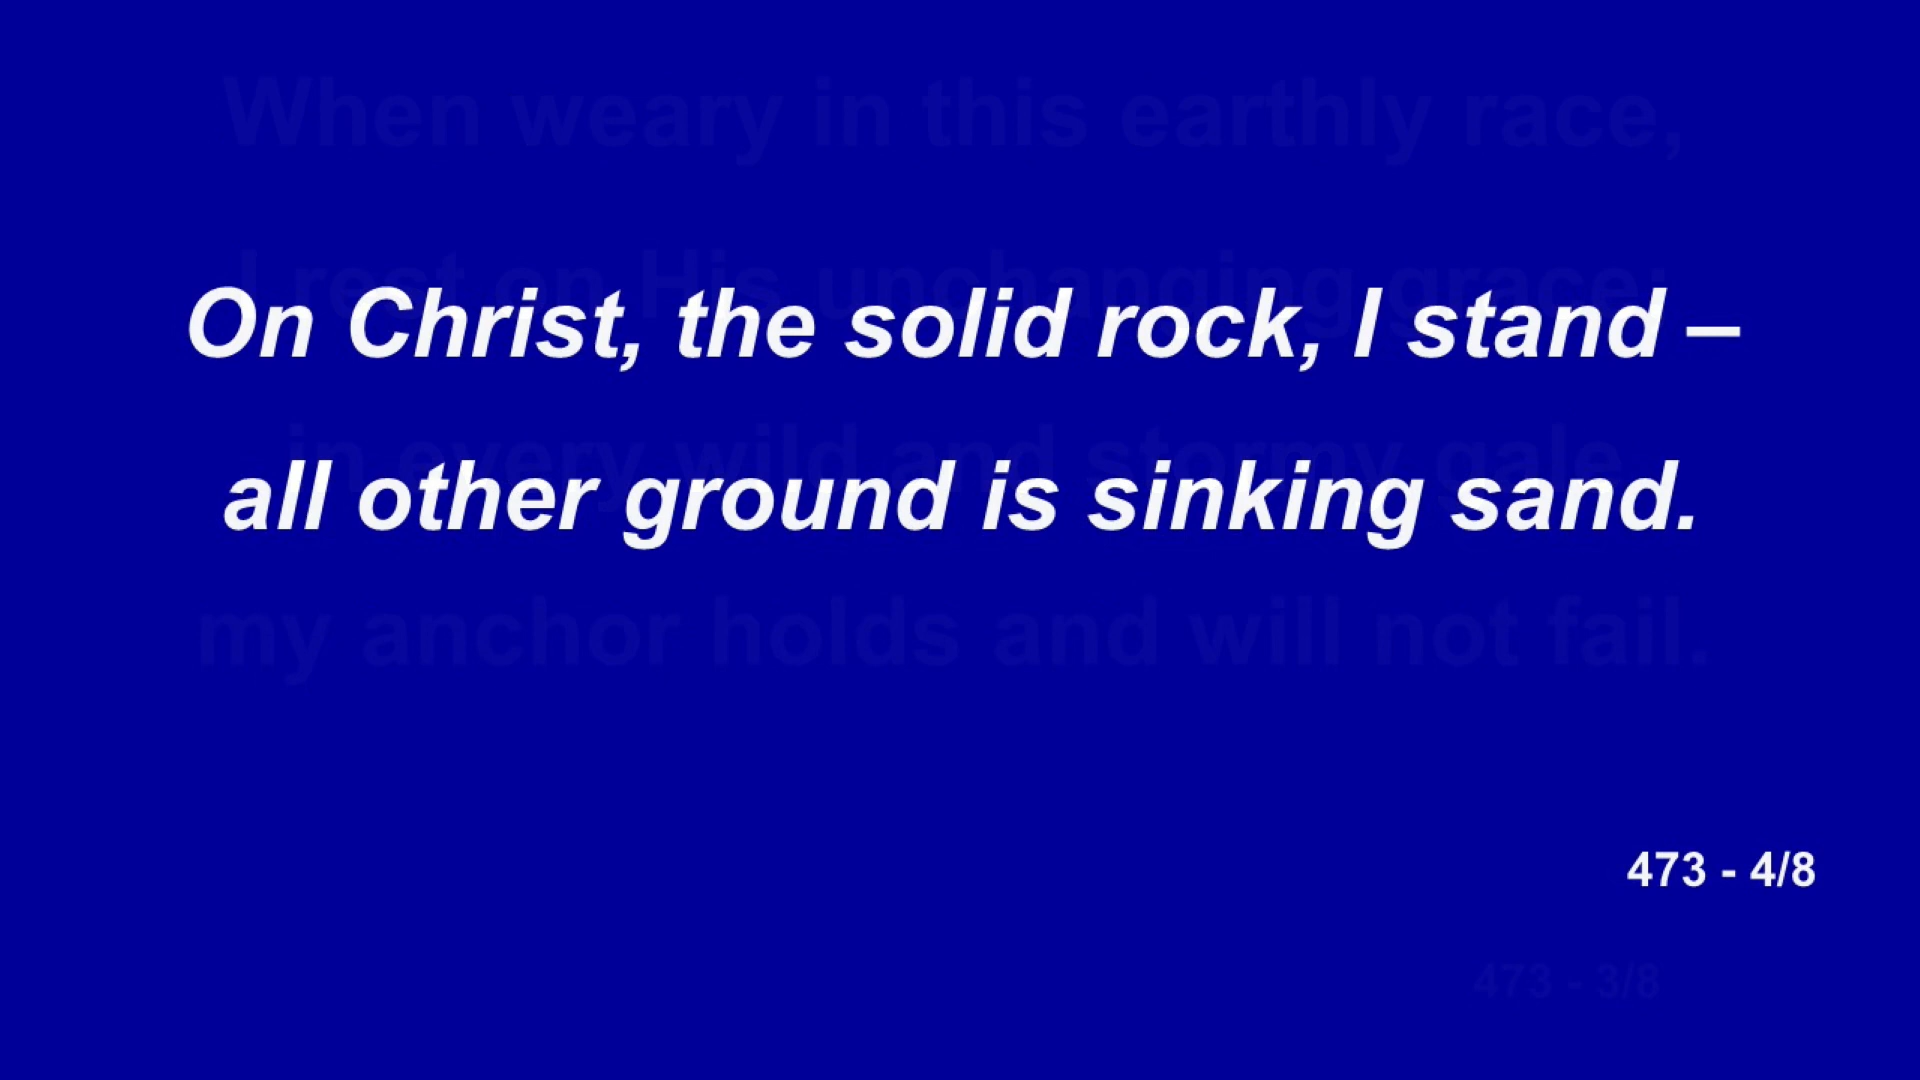 When weary in this earthly race,
I rest on His unchanging grace;
On Christ, the solid rock, I stand –
in every wild and stormy gale
all other ground is sinking sand.
my anchor holds and will not fail.
473 - 4/8
473 - 3/8